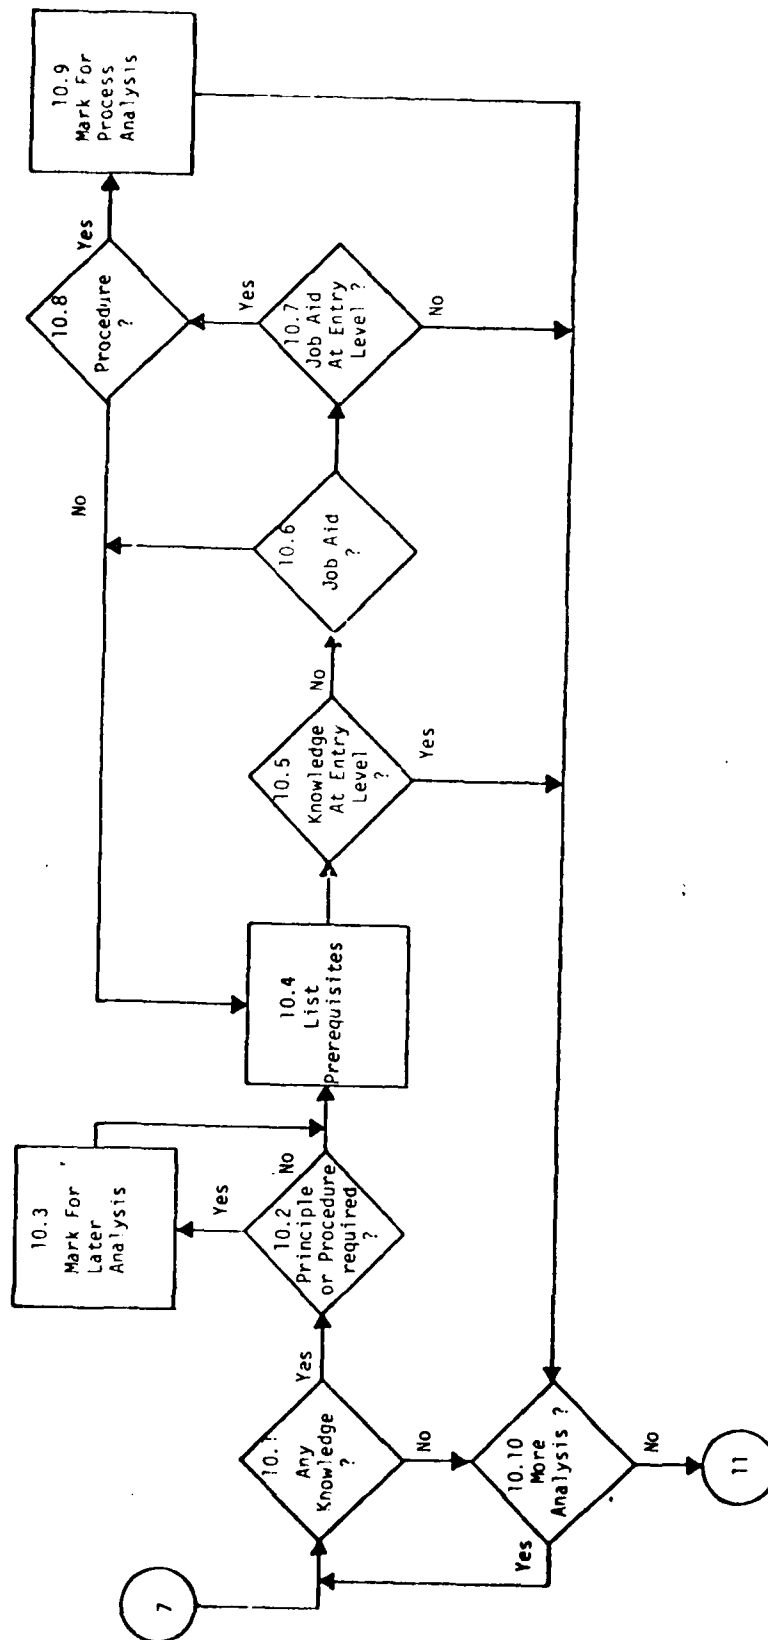 7
10.1
Any
Knowledge
?
Yas
No
10.2
Principle
or Procedure
required
?
Yes
No
10.3
Mark For
Later
Analysis
10.4
List
Prerequisites
10.5
Knowledge
At Entry
Level
?
No
Yes
10.6
Job Aid
?
10.7
Job Aid
At Entry
Level ?
Yes
No
10.8
Procedure
?
Yes
No
10.9
Mark For
Process
Analysis
10.10
More
Analysis ?
Yes
No
11